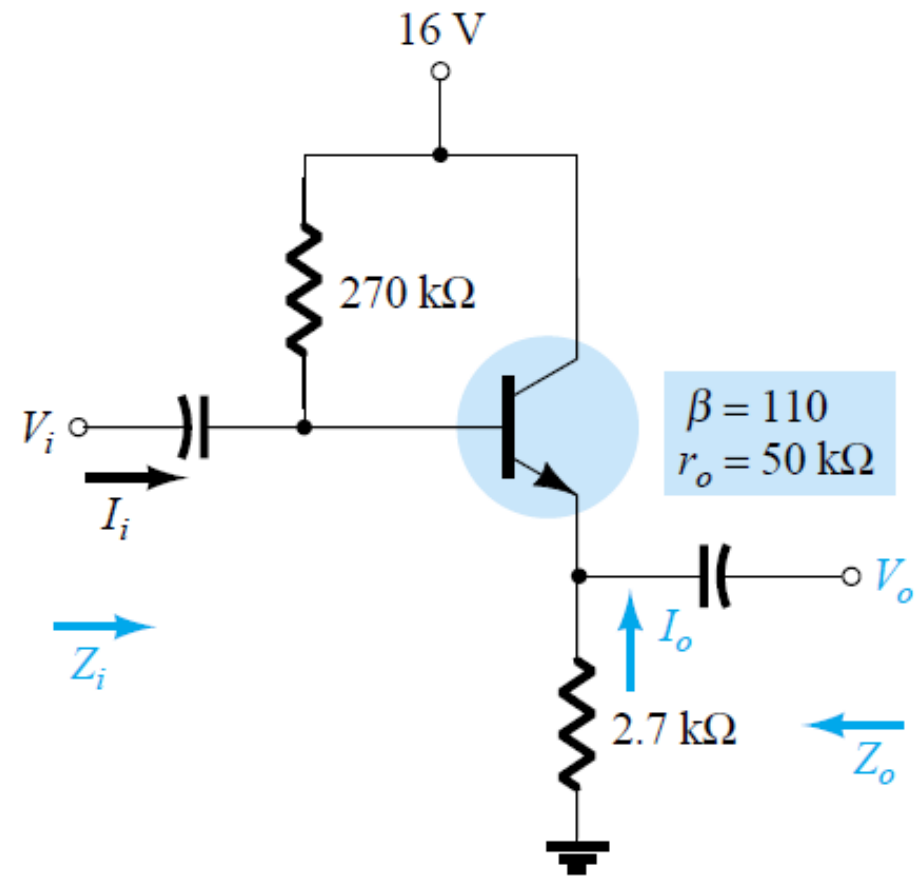 16 V
270 kΩ
β = 110
r_o = 50 kΩ
V_i
I_i
V_o
I_o
Z_i
2.7 kΩ
Z_o